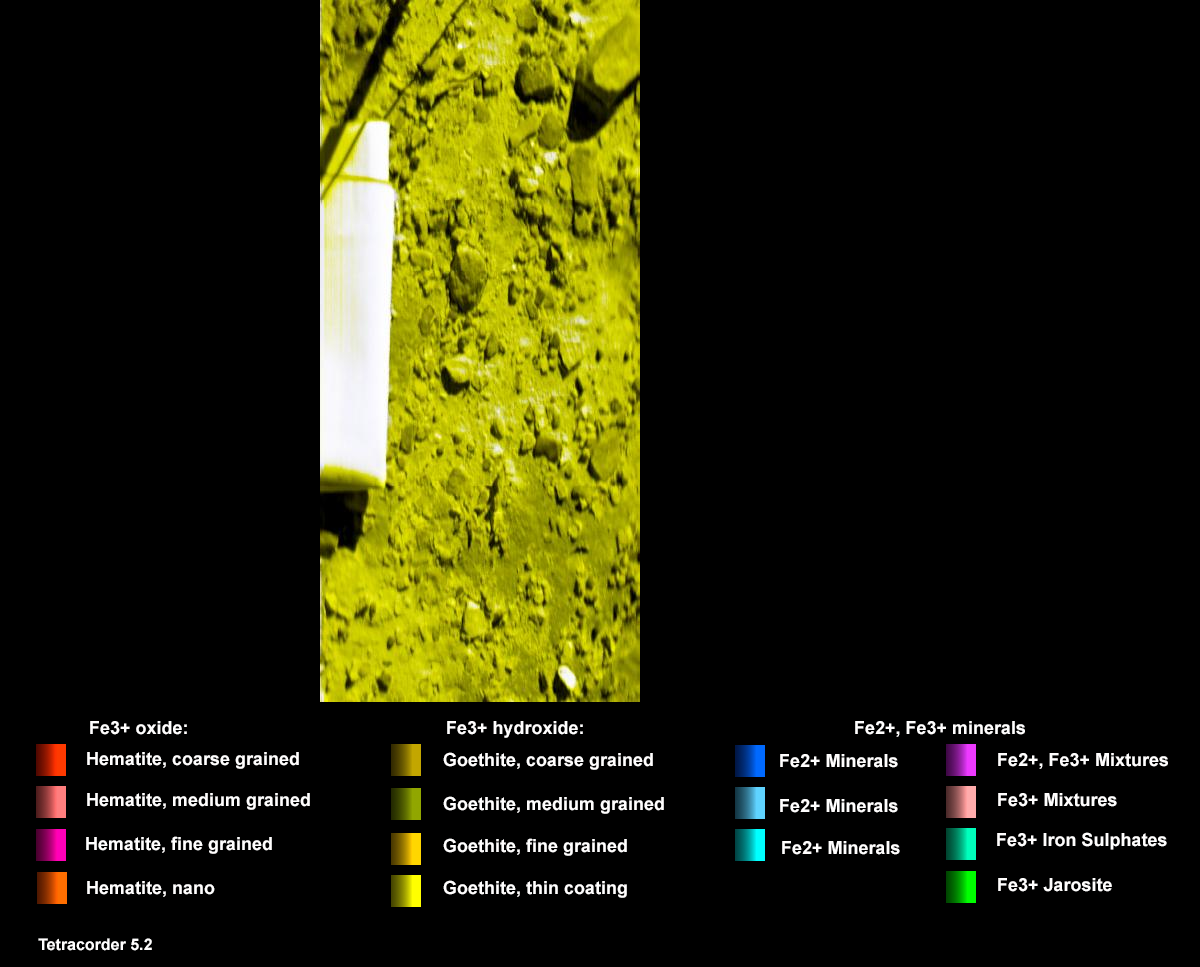 Fe3+ oxide:
Hematite, coarse grained
Hematite, medium grained
Hematite, fine grained
Hematite, nano
Fe3+ hydroxide:
Goethite, coarse grained
Goethite, medium grained
Goethite, fine grained
Goethite, thin coating
Fe2+, Fe3+ minerals
Fe2+ Minerals
Fe2+ Minerals
Fe2+ Minerals
Fe2+, Fe3+ Mixtures
Fe3+ Mixtures
Fe3+ Iron Sulphates
Fe3+ Jarosite
Tetracorder 5.2